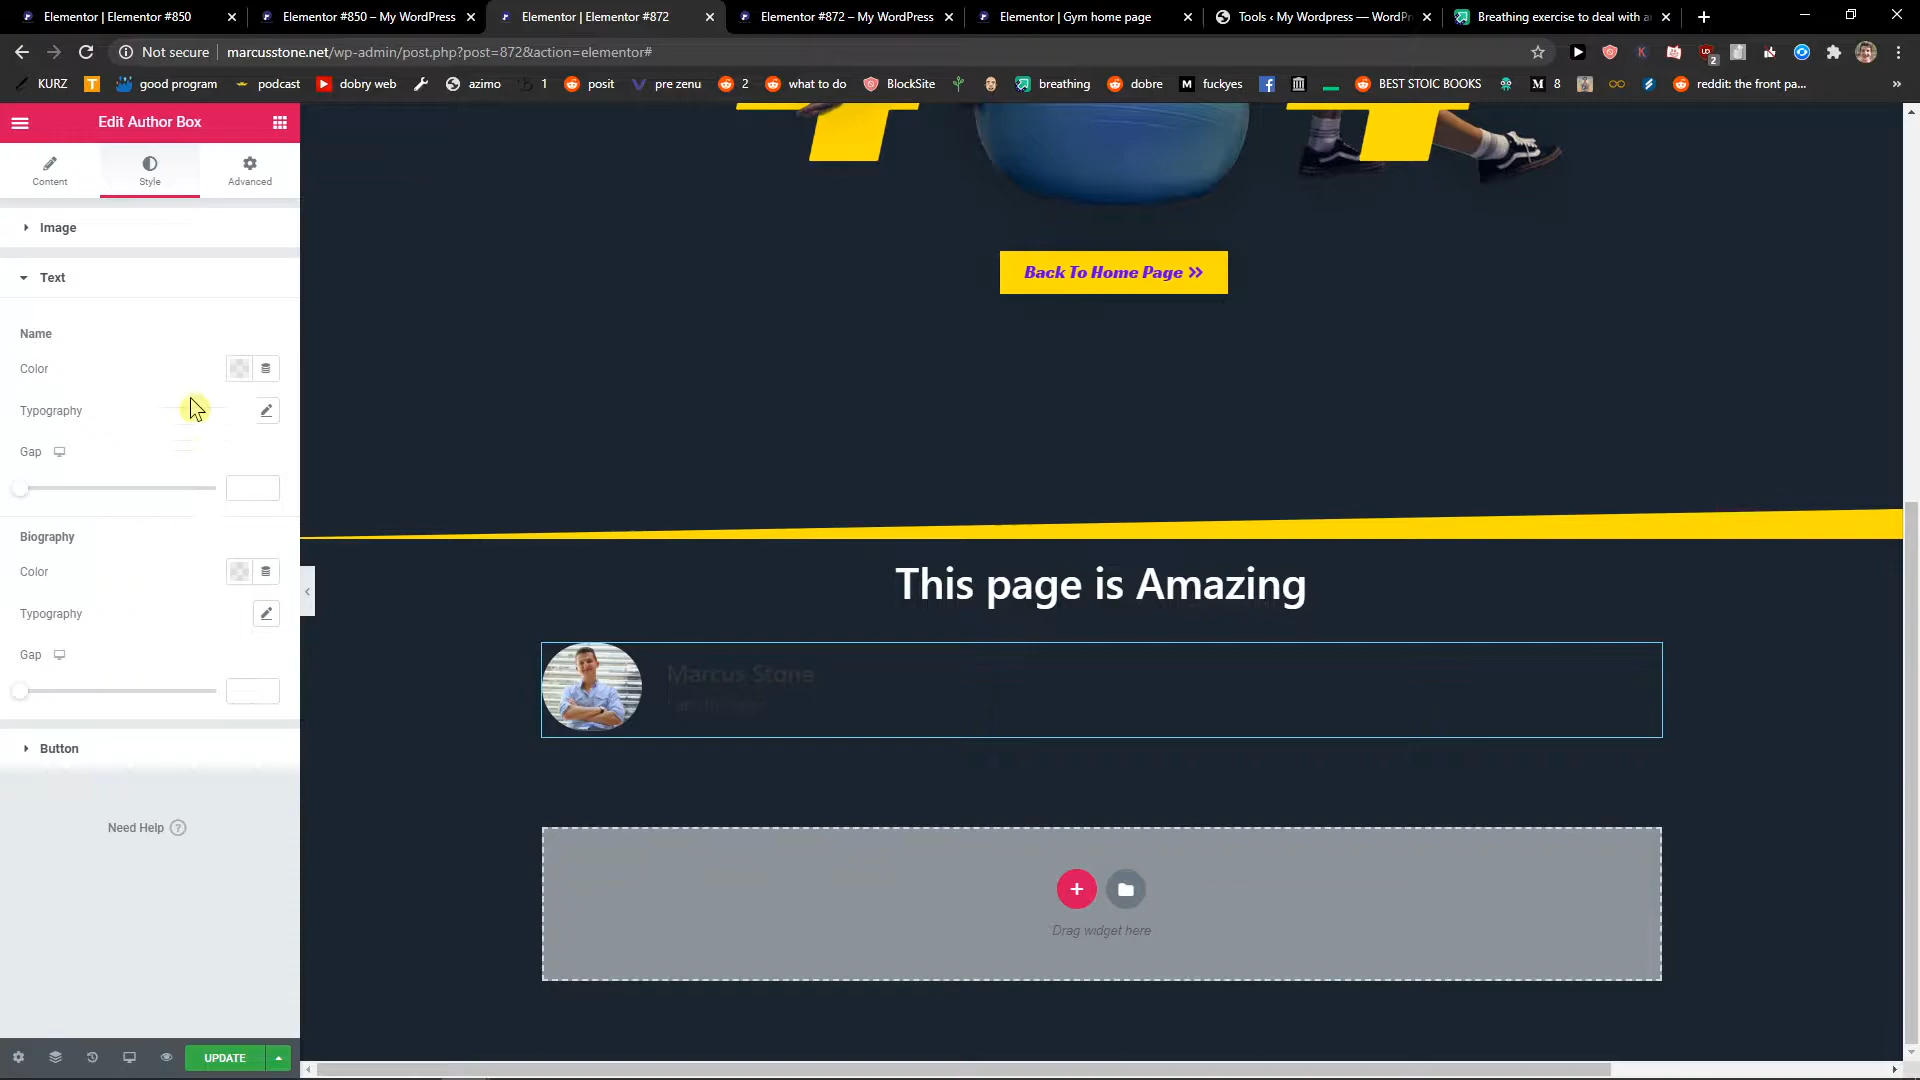 Elementor | Elementor #850
Elementor #850 – My WordPress
Elementor | Elementor #872
Elementor #872 – My WordPress
Elementor | Gym home page
Tools ‹ My Wordpress — WordPr
Breathing exercise to deal with a
Not secure
marcusstone.net/wp-admin/post.php?post=872&action=elementor#
2
KURZ
good program
podcast
dobry web
azimo
1
posit
pre zenu
2
what to do
BlockSite
breathing
dobre
fuckyes
BEST STOIC BOOKS
8
reddit: the front pa...
Edit Author Box
Content
Style
Advanced
Image
Text
Name
Color
Typography
Gap
Biography
Color
Typography
Gap
Button
Need Help
UPDATE
Back To Home Page
This page is Amazing
Marcus Stone
Drag widget here